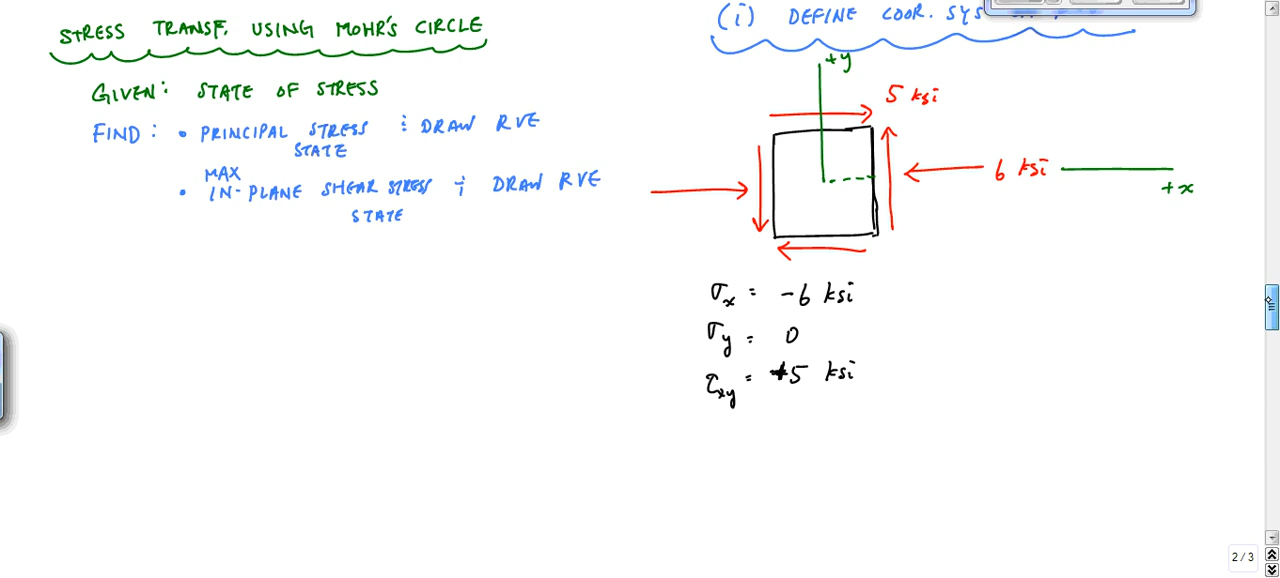 STRESS TRANSF. USING MOHR'S CIRCLE
GIVEN: STATE OF STRESS
FIND: • PRINCIPAL STRESS & DRAW RVE
STATE
MAX
• IN-PLANE SHEAR STRESS & DRAW RVE
STATE
(i) DEFINE COOR. SYS
+y
5 ksi
6 ksi
+x
σx = -6 ksi
σy = 0
τxy = +5 ksi
2 / 3